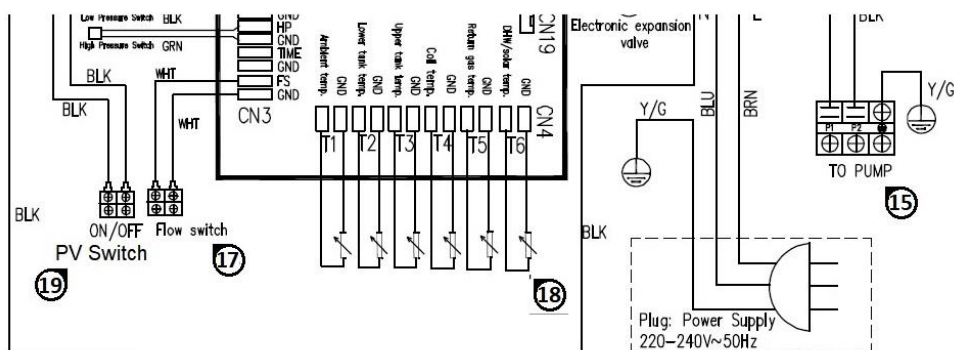 Low Pressure Switch
BLK
High Pressure Switch
GRN
BLK
BLK
WHT
WHT
GND
HP
GND
TIME
GND
FS
GND
CN3
Ambient temp.
GND
Lower tank temp.
GND
Upper tank temp.
GND
Coil temp.
GND
Return gas temp.
GND
DHW/solar temp.
GND
T1
T2
T3
T4
T5
T6
CN4
CN19
Electronic expansion
valve
N
BLK
Y/G
Y/G
BLU
BRN
P1
P2
TO PUMP
15
BLK
ON/OFF
PV Switch
Flow switch
17
19
18
BLK
Plug: Power Supply
220-240V~50Hz